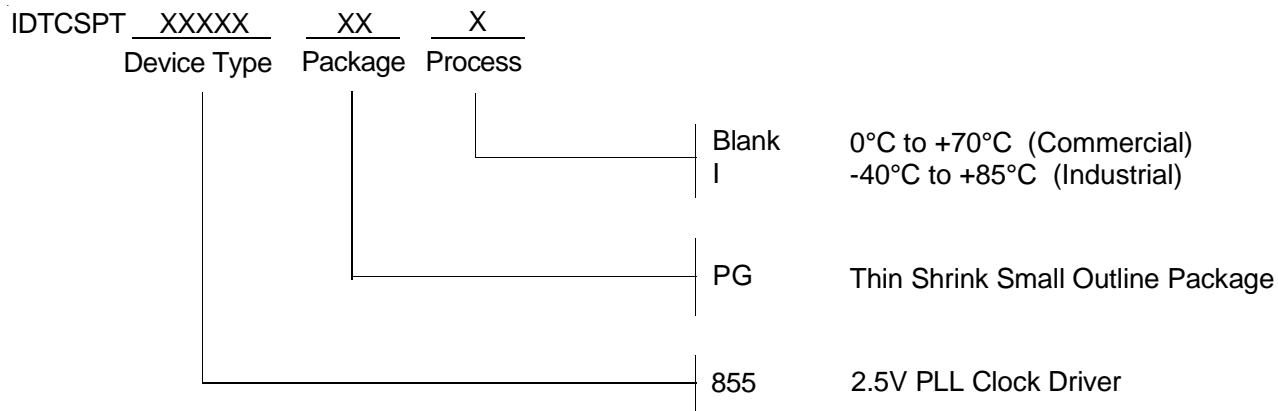 IDTCSPT XXXXX XX X
Device Type Package Process
Blank 0°C to +70°C (Commercial)
I -40°C to +85°C (Industrial)
PG Thin Shrink Small Outline Package
855 2.5V PLL Clock Driver